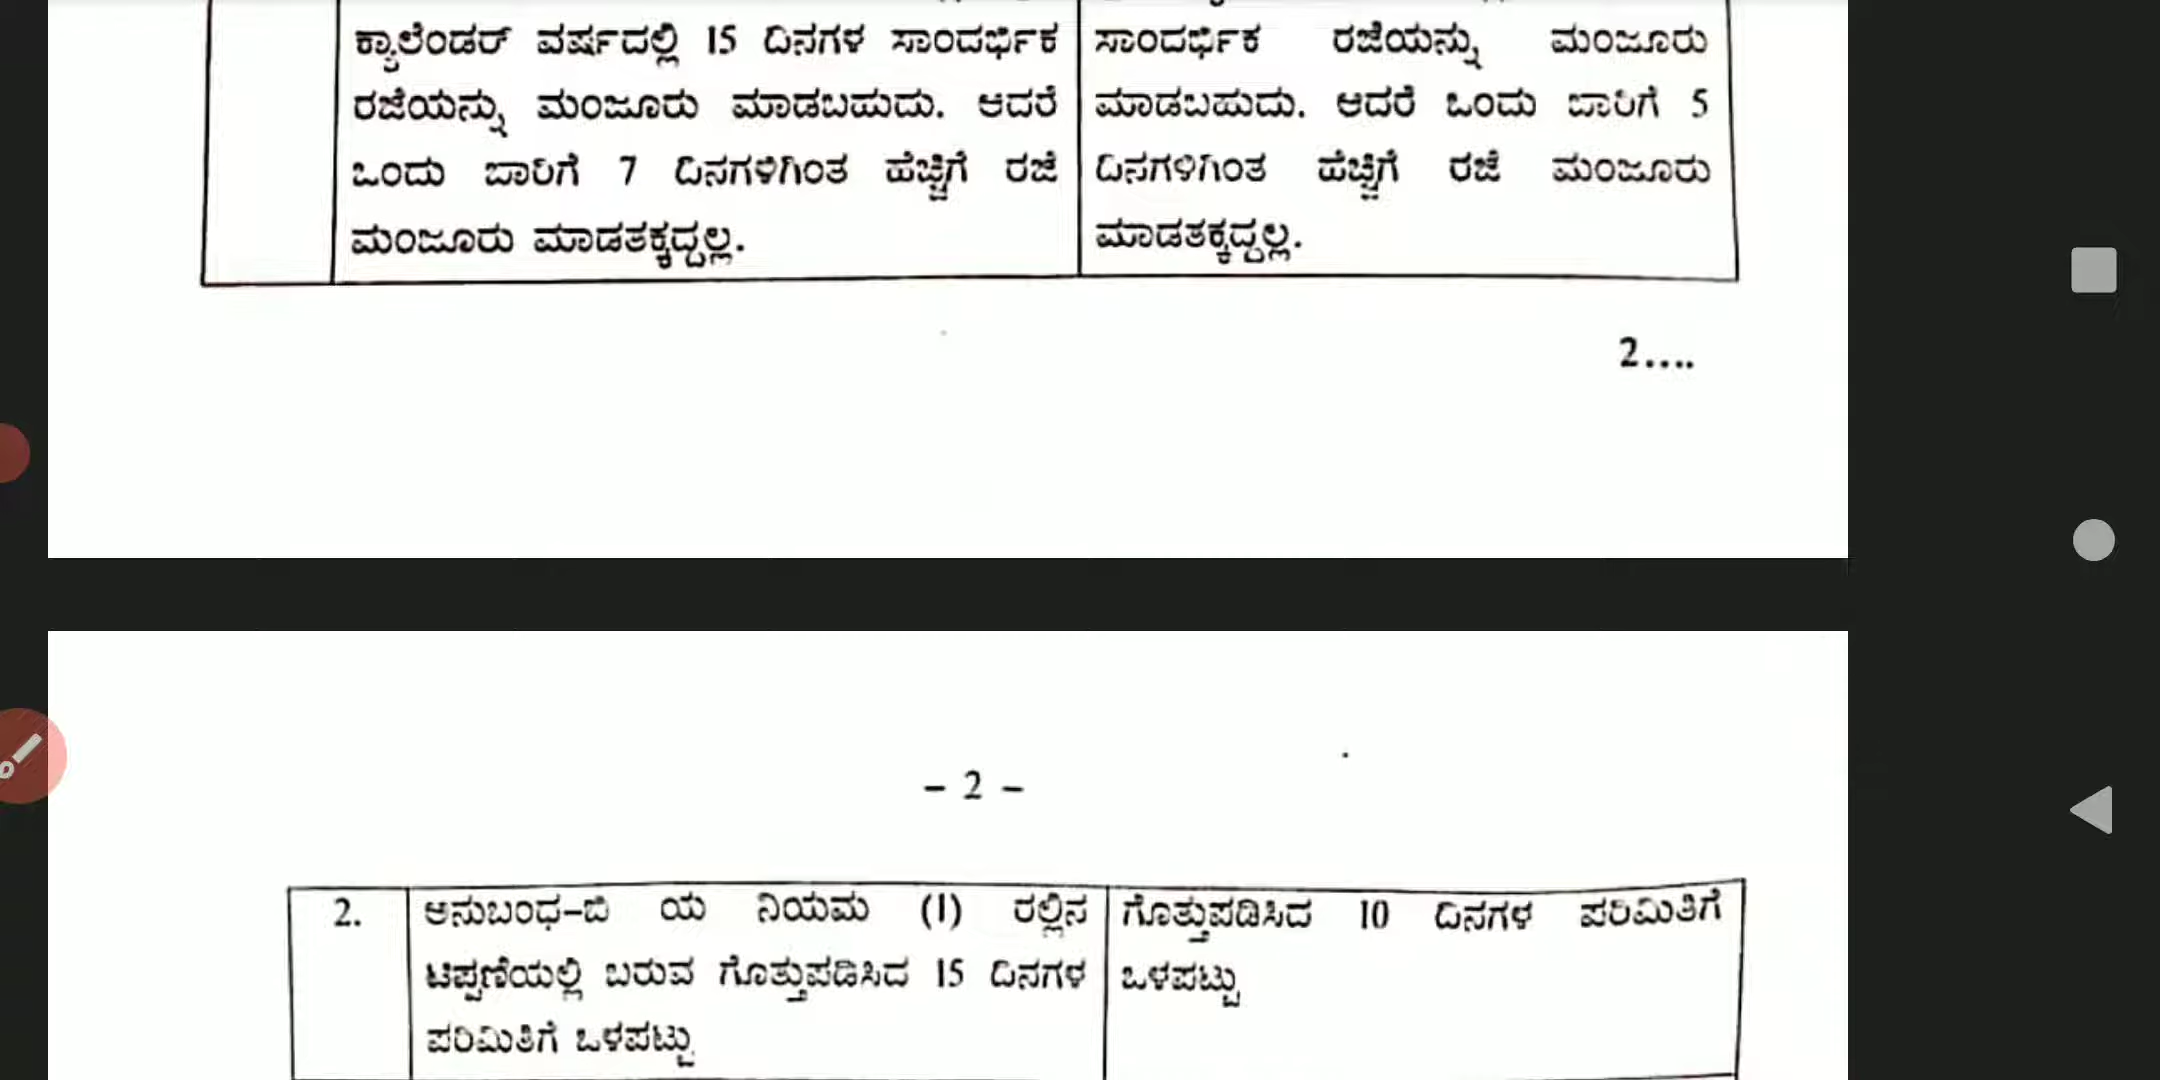 ಕ್ಯಾಲೆಂಡರ್ ವರ್ಷದಲ್ಲಿ 15 ದಿನಗಳ ಸಾಂದರ್ಭಿಕ
ರಜೆಯನ್ನು ಮಂಜೂರು ಮಾಡಬಹುದು. ಆದರೆ
ಒಂದು ಬಾರಿಗೆ 7 ದಿನಗಳಿಗಿಂತ ಹೆಚ್ಚಿಗೆ ರಜೆ
ಮಂಜೂರು ಮಾಡತಕ್ಕದ್ದಲ್ಲ.
ಸಾಂದರ್ಭಿಕ ರಜೆಯನ್ನು ಮಂಜೂರು
ಮಾಡಬಹುದು. ಆದರೆ ಒಂದು ಬಾರಿಗೆ 5
ದಿನಗಳಿಗಿಂತ ಹೆಚ್ಚಿಗೆ ರಜೆ ಮಂಜೂರು
ಮಾಡತಕ್ಕದ್ದಲ್ಲ.
2....
– 2 –
2.
ಅನುಬಂಧ–ಬಿ ಯ ನಿಯಮ (1) ರಲ್ಲಿನ
ಟಿಪ್ಪಣಿಯಲ್ಲಿ ಬರುವ ಗೊತ್ತುಪಡಿಸಿದ 15 ದಿನಗಳ
ಪರಿಮಿತಿಗೆ ಒಳಪಟ್ಟು
ಗೊತ್ತುಪಡಿಸಿದ 10 ದಿನಗಳ ಪರಿಮಿತಿಗೆ
ಒಳಪಟ್ಟು